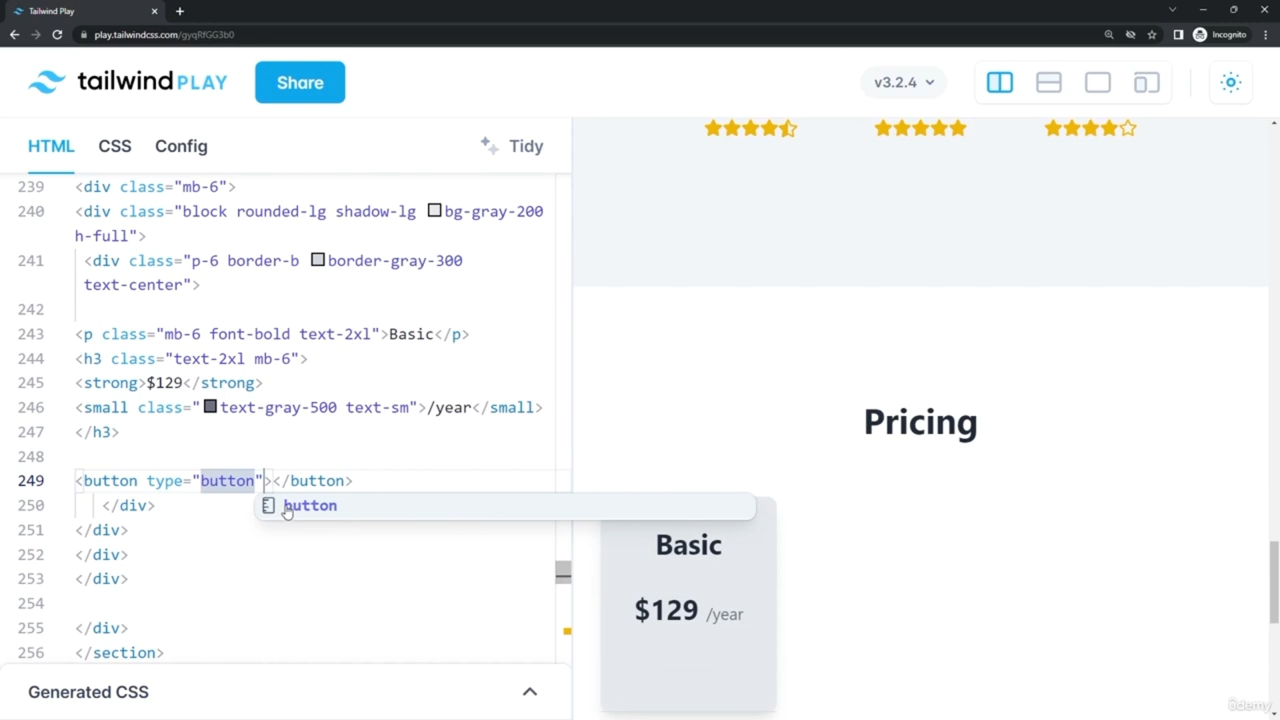 Tailwind Play
play.tailwindcss.com/gyqRfGG3b0
Incognito
tailwind PLAY
Share
v3.2.4
HTML CSS Config
Tidy
239 <div class="mb-6">
240 <div class="block rounded-lg shadow-lg bg-gray-200
h-full">
241 <div class="p-6 border-b border-gray-300
text-center">
242
243 <p class="mb-6 font-bold text-2xl">Basic</p>
244 <h3 class="text-2xl mb-6">
245 <strong>$129</strong>
246 <small class="text-gray-500 text-sm">/year</small>
247 </h3>
248
249 <button type="button"></button>
button
250 </div>
251 </div>
252 </div>
253 </div>
254
255 </div>
256 </section>
Generated CSS
Pricing
Basic
$129 /year
ûdemy